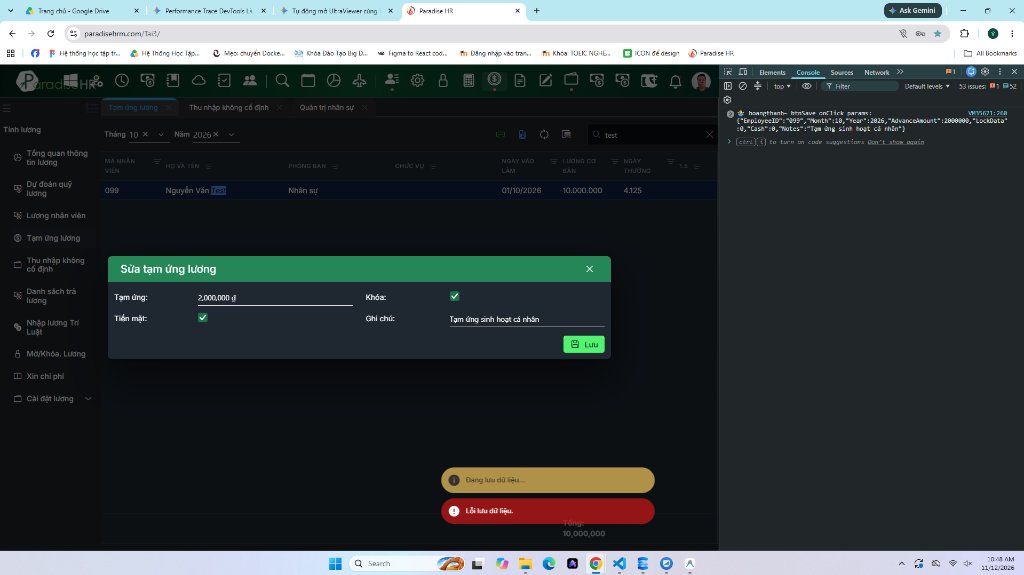 Trang chủ - Google Drive
Performance Trace DevTools Li
Tự động mở UltraViewer cùng
Paradise HR
Ask Gemini
paradisehrm.com/Tai3/
Hệ thống học tập tr...
Hệ Thống Học Tập...
Mẹo: chuyển Docke...
Khóa Đào Tạo Big D...
Figma to React cod...
Đăng nhập vào tran...
Khóa TOEIC NGHE...
ICON để design
Paradise HR
All Bookmarks
Elements
Console
Sources
Network
1
Tạm ứng lương
Thu nhập không cố định
Quản trị nhân sự
top
Filter
Default levels
53 issues:
1
52
Tính lương
Tháng 10
Năm 2026
test
hoangthanh- btnSave onClick params:
VM35671:260
{"EmployeeID":"099","Month":10,"Year":2026,"AdvanceAmount":2000000,"LockData"
:0,"Cash":0,"Notes":"Tạm ứng sinh hoạt cá nhân"}
[ctrl][i] to turn on code suggestions Don't show again
Tổng quan thông tin lương
Dự đoán quỹ lương
Lương nhân viên
Tạm ứng lương
Thu nhập không cố định
Danh sách trả lương
Nhập lương Trí Luật
Mở/Khóa. Lương
Xin chi phí
Cài đặt lương
MÃ NHÂN VIÊN
HỌ VÀ TÊN
PHÒNG BAN
CHỨC VỤ
NGÀY VÀO LÀM
LƯƠNG CƠ BẢN
NGÀY THƯỜNG
1.5
099
Nguyễn Văn Test
Nhân sự
01/10/2026
10.000.000
4.125
Sửa tạm ứng lương
Tạm ứng:
2,000,000 ₫
Khóa:
Tiền mặt:
Ghi chú:
Tạm ứng sinh hoạt cá nhân
Lưu
Đang lưu dữ liệu...
Lỗi lưu dữ liệu.
Tổng:
10,000,000
Search
10:48 AM
11/12/2026